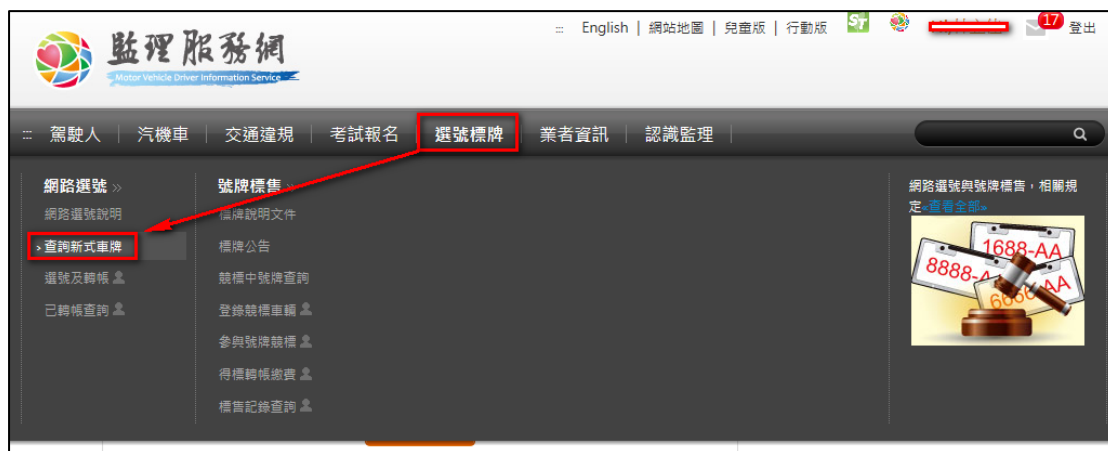 ::: English | 網站地圖 | 兒童版 | 行動版 ST 17 登出
監理服務網
Motor Vehicle Driver Information Service
::: 駕駛人 | 汽機車 | 交通違規 | 考試報名 | 選號標牌 | 業者資訊 | 認識監理 |
網路選號 »
網路選號說明
› 查詢新式車牌
選號及轉帳
已轉帳查詢
號牌標售 »
標牌說明文件
標牌公告
競標中號牌查詢
登錄競標車輛
參與號牌競標
得標轉帳繳費
標售記錄查詢
網路選號與號牌標售，相關規
定«查看全部»
1688-AA
8888-
6666 AA